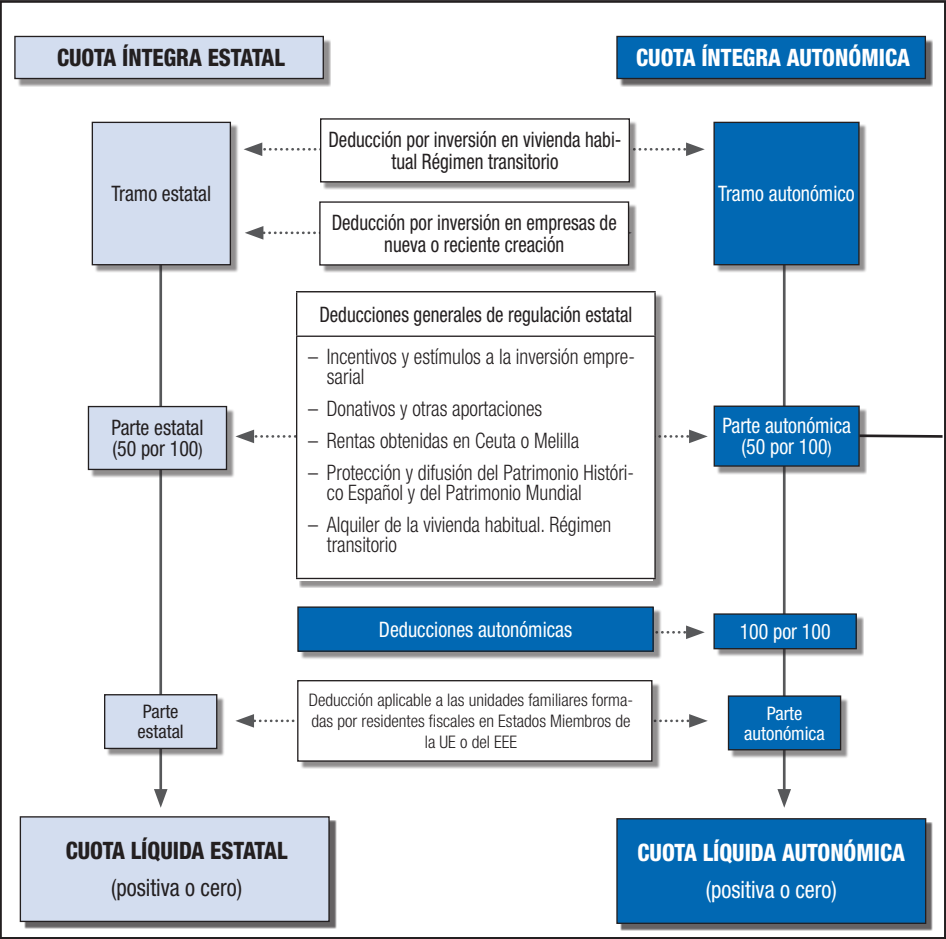 CUOTA ÍNTEGRA ESTATAL
CUOTA ÍNTEGRA AUTONÓMICA
Tramo estatal
Deducción por inversión en vivienda habi-
tual Régimen transitorio
Tramo autonómico
Deducción por inversión en empresas de
nueva o reciente creación
Deducciones generales de regulación estatal
– Incentivos y estímulos a la inversión empre-
sarial
– Donativos y otras aportaciones
– Rentas obtenidas en Ceuta o Melilla
– Protección y difusión del Patrimonio Históri-
co Español y del Patrimonio Mundial
– Alquiler de la vivienda habitual. Régimen
transitorio
Parte estatal
(50 por 100)
Parte autonómica
(50 por 100)
Deducciones autonómicas
100 por 100
Parte
estatal
Deducción aplicable a las unidades familiares forma-
das por residentes fiscales en Estados Miembros de
la UE o del EEE
Parte
autonómica
CUOTA LÍQUIDA ESTATAL
(positiva o cero)
CUOTA LÍQUIDA AUTONÓMICA
(positiva o cero)